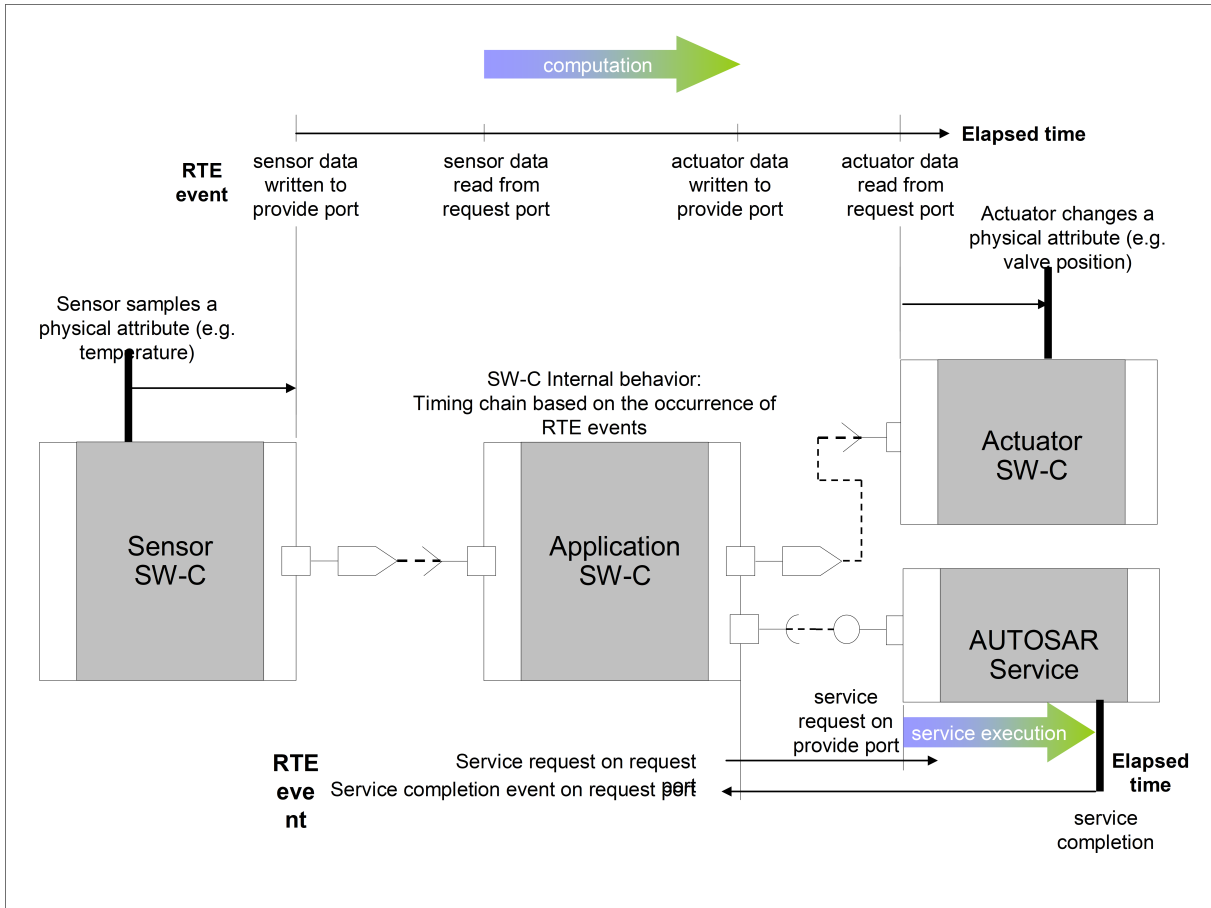 computation
Elapsed time
RTE
event
sensor data
written to
provide port
sensor data
read from
request port
actuator data
written to
provide port
actuator data
read from
request port
Actuator changes a
physical attribute (e.g.
valve position)
Sensor samples a
physical attribute (e.g.
temperature)
SW-C Internal behavior:
Timing chain based on the occurrence of
RTE events
Actuator
SW-C
Sensor
SW-C
Application
SW-C
AUTOSAR
Service
service
request on
provide port
service execution
RTE
eve
nt
Service request on request
port
Service completion event on request port
Elapsed
time
service
completion